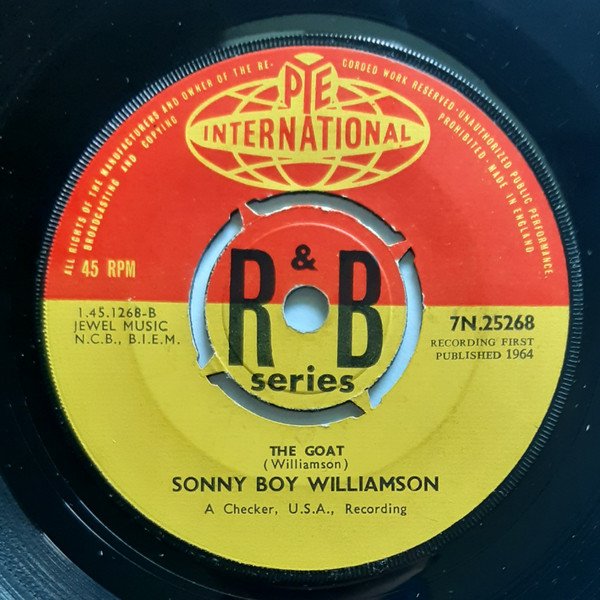 ALL RIGHTS OF THE MANUFACTURERS AND OWNER OF THE RE-
CORDED WORK RESERVED·UNAUTHORIZED PUBLIC PERFORMANCE
BROADCASTING AND COPYING
PROHIBITED·MADE IN ENGLAND
PYE
INTERNATIONAL
45 RPM
R & B
series
1.45.1268-B
JEWEL MUSIC
N.C.B., B.I.E.M.
7N.25268
RECORDING FIRST
PUBLISHED 1964
THE GOAT
(Williamson)
SONNY BOY WILLIAMSON
A Checker, U.S.A., Recording